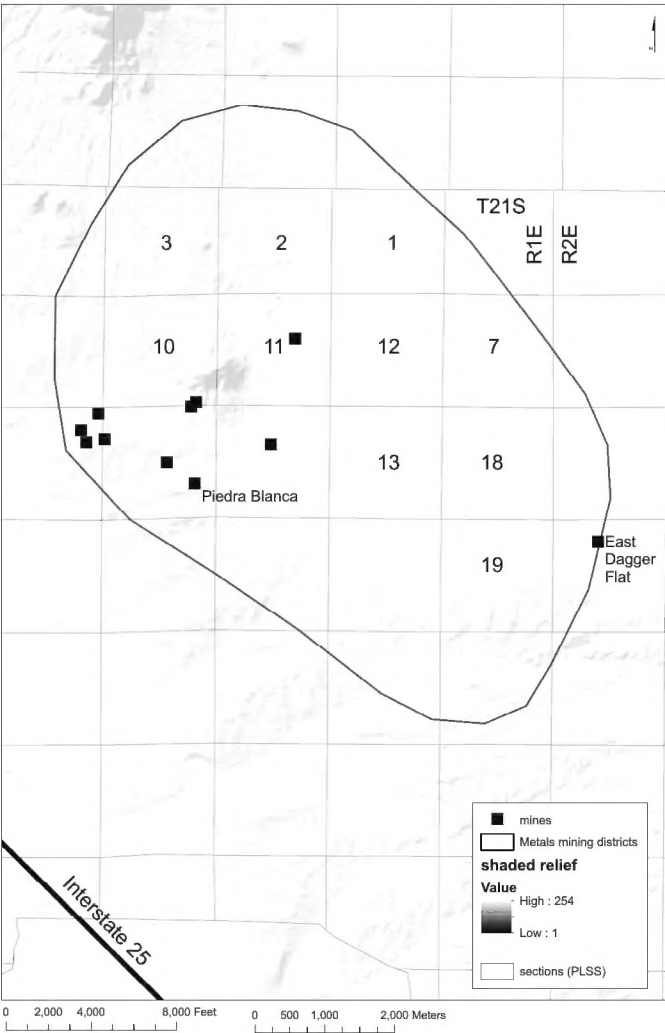 N
T21S
R1E
R2E
3
2
1
10
11
12
7
13
18
Piedra Blanca
East
Dagger
Flat
19
mines
Metals mining districts
shaded relief
Value
High : 254
Low : 1
sections (PLSS)
Interstate 25
0 2,000 4,000 8,000 Feet
0 500 1,000 2,000 Meters